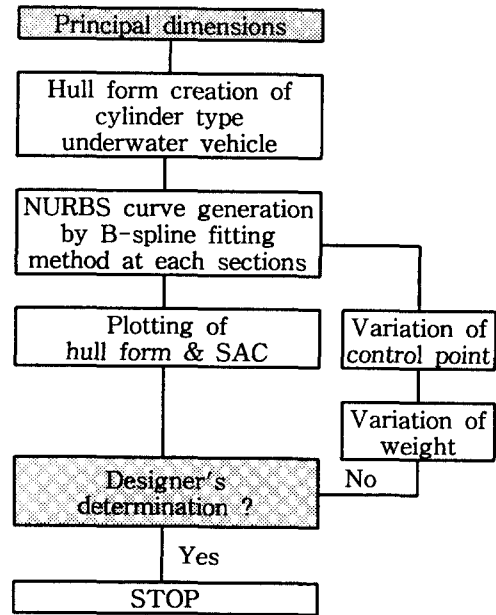 Principal dimensions
Hull form creation of
cylinder type
underwater vehicle
NURBS curve generation
by B-spline fitting
method at each sections
Plotting of
hull form & SAC
Variation of
control point
Variation of
weight
Designer's
determination ?
No
Yes
STOP